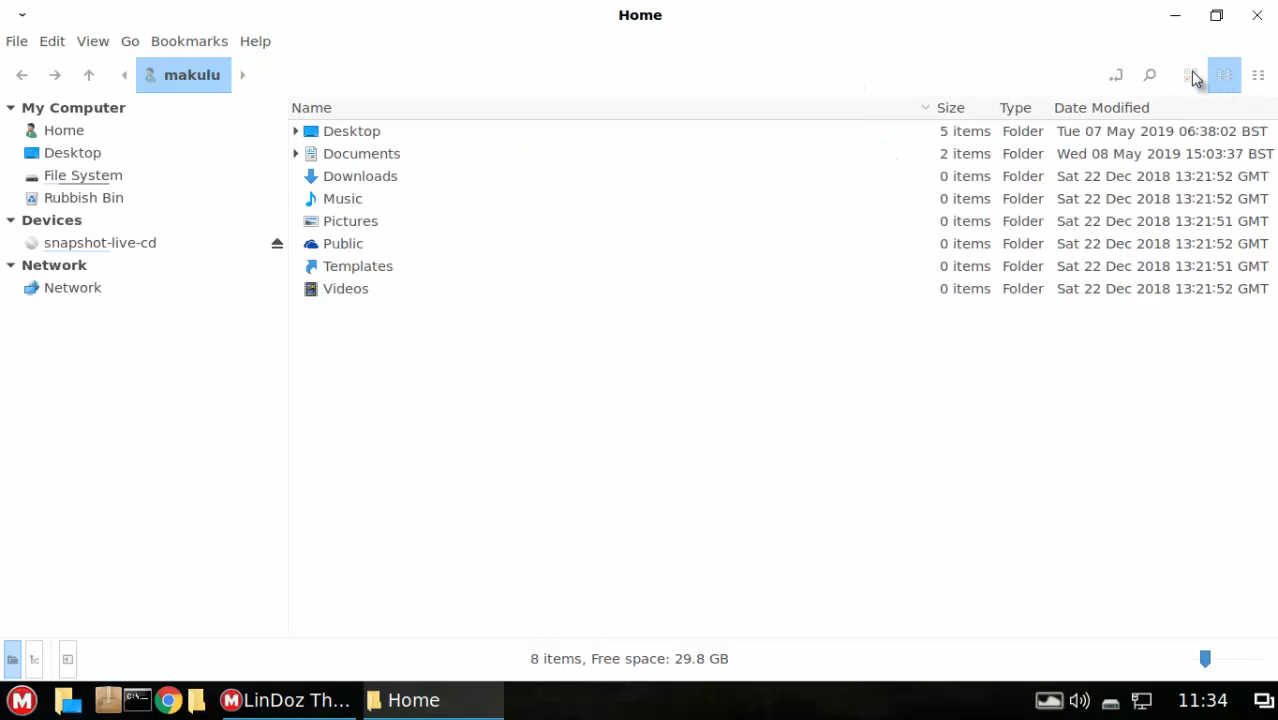 Home
File Edit View Go Bookmarks Help
makulu
My Computer
Home
Desktop
File System
Rubbish Bin
Devices
snapshot-live-cd
Network
Network
Name Size Type Date Modified
Desktop 5 items Folder Tue 07 May 2019 06:38:02 BST
Documents 2 items Folder Wed 08 May 2019 15:03:37 BST
Downloads 0 items Folder Sat 22 Dec 2018 13:21:52 GMT
Music 0 items Folder Sat 22 Dec 2018 13:21:52 GMT
Pictures 0 items Folder Sat 22 Dec 2018 13:21:51 GMT
Public 0 items Folder Sat 22 Dec 2018 13:21:52 GMT
Templates 0 items Folder Sat 22 Dec 2018 13:21:51 GMT
Videos 0 items Folder Sat 22 Dec 2018 13:21:52 GMT
8 items, Free space: 29.8 GB
M M LinDoz Th... Home 11:34